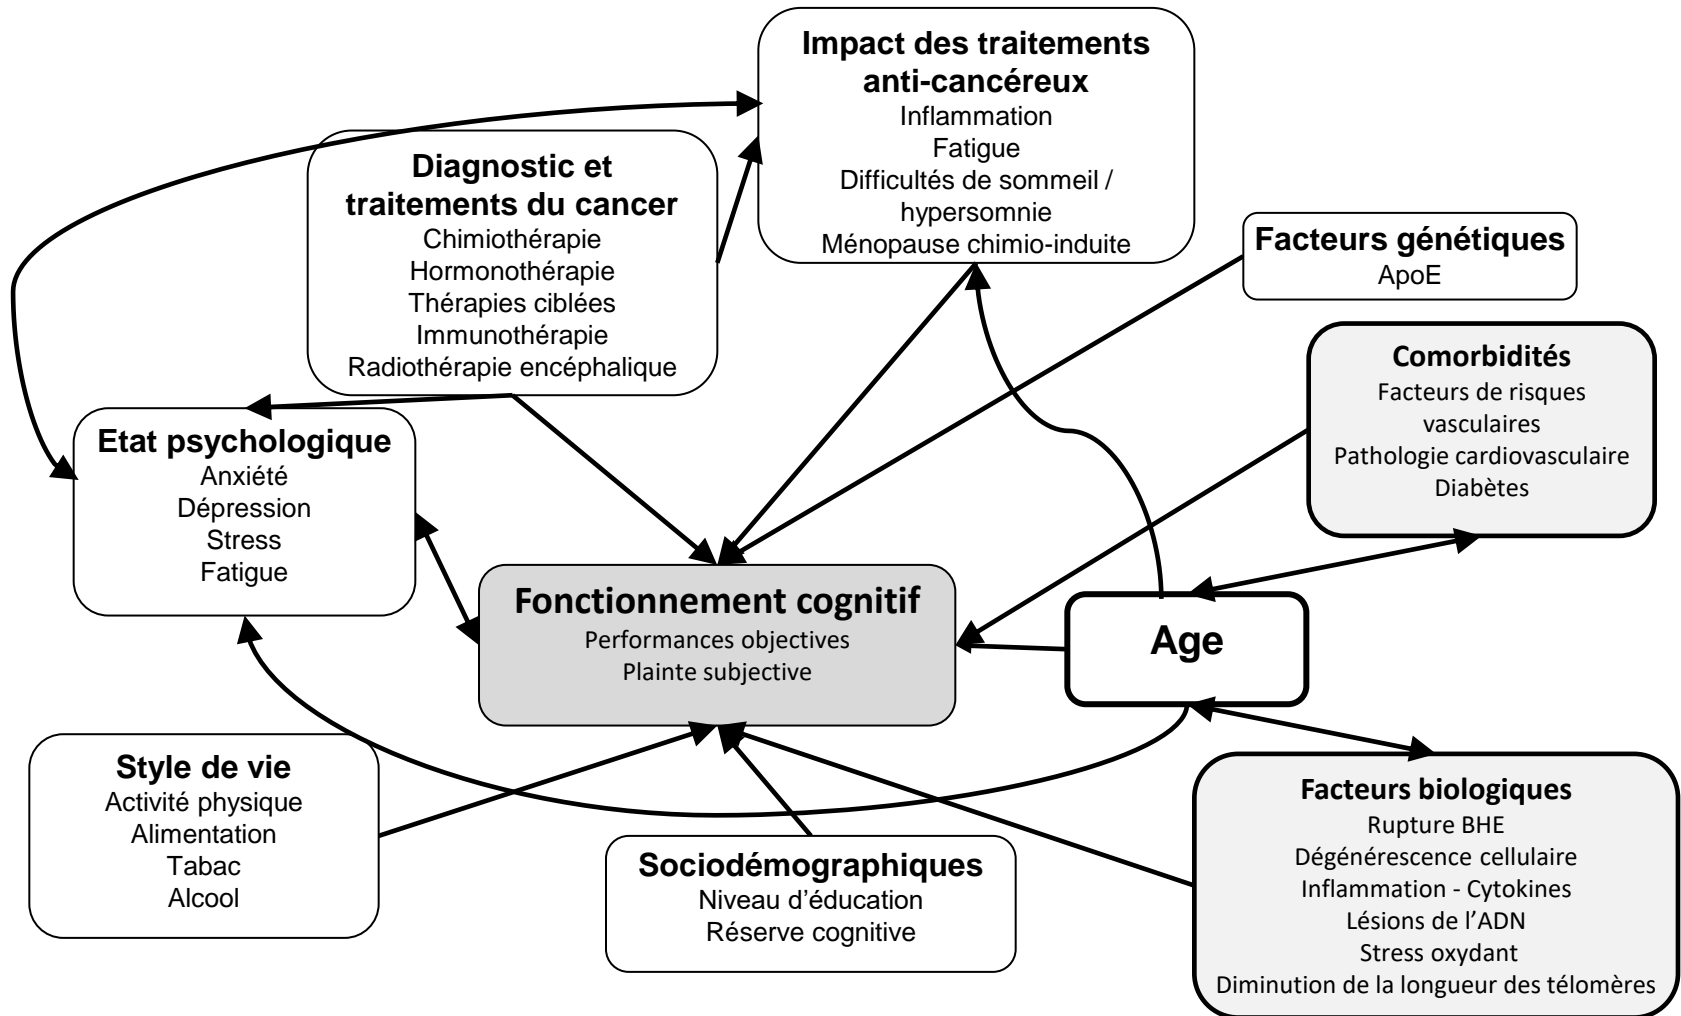 Impact des traitements
anti-cancéreux
Inflammation
Fatigue
Difficultés de sommeil /
hypersomnie
Ménopause chimio-induite
Diagnostic et
traitements du cancer
Chimiothérapie
Hormonothérapie
Thérapies ciblées
Immunothérapie
Radiothérapie encéphalique
Facteurs génétiques
ApoE
Comorbidités
Facteurs de risques
vasculaires
Pathologie cardiovasculaire
Diabètes
Etat psychologique
Anxiété
Dépression
Stress
Fatigue
Fonctionnement cognitif
Performances objectives
Plainte subjective
Age
Style de vie
Activité physique
Alimentation
Tabac
Alcool
Sociodémographiques
Niveau d'éducation
Réserve cognitive
Facteurs biologiques
Rupture BHE
Dégénérescence cellulaire
Inflammation - Cytokines
Lésions de l'ADN
Stress oxydant
Diminution de la longueur des télomères